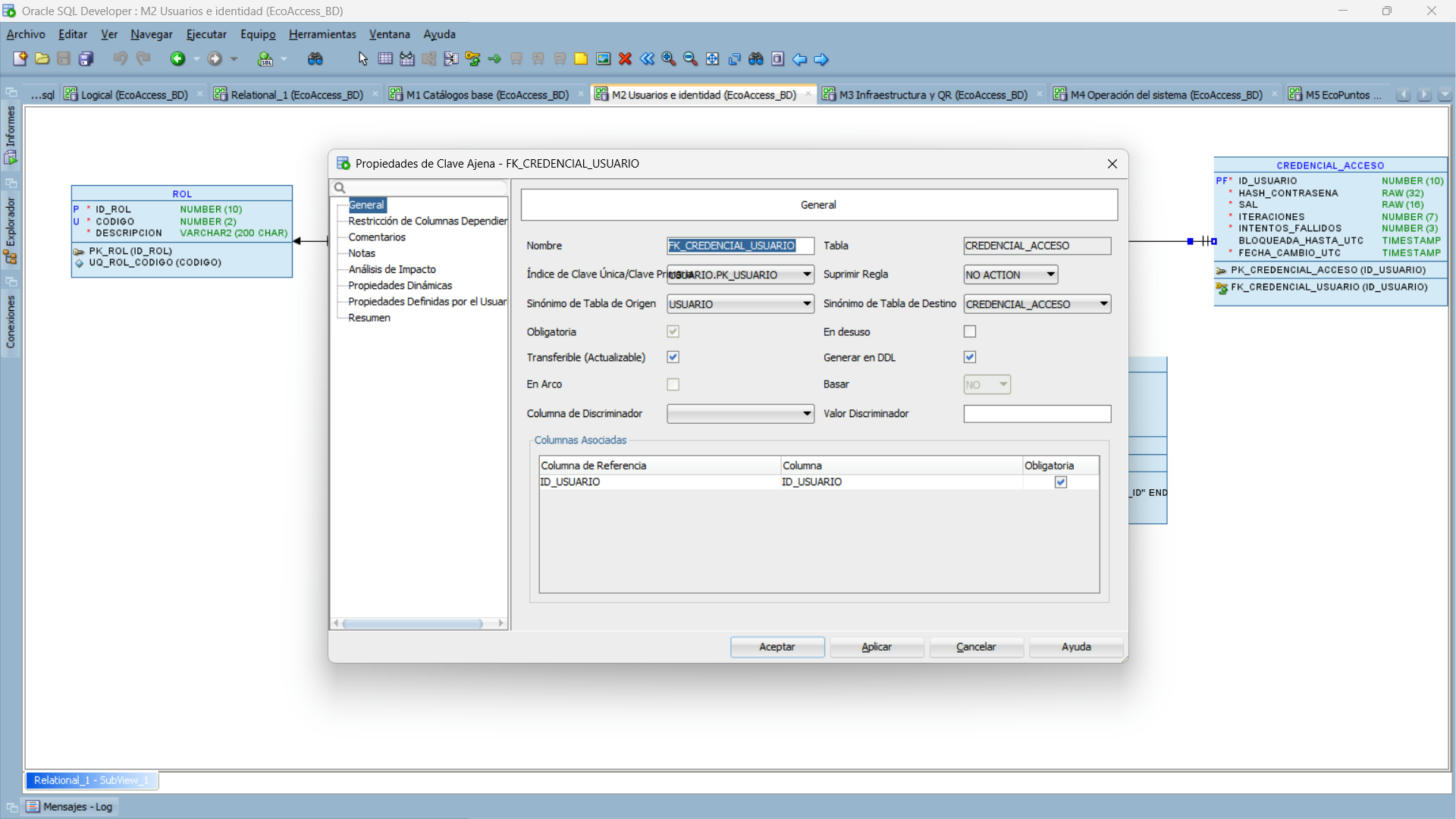 Oracle SQL Developer : M2 Usuarios e identidad (EcoAccess_BD)
Archivo Editar Ver Navegar Ejecutar Equipo Herramientas Ventana Ayuda
...sql Logical (EcoAccess_BD) Relational_1 (EcoAccess_BD) M1 Catálogos base (EcoAccess_BD) M2 Usuarios e identidad (EcoAccess_BD) M3 Infraestructura y QR (EcoAccess_BD) M4 Operación del sistema (EcoAccess_BD) M5 EcoPuntos ...
Informes
Explorador
Conexiones
ROL
P * ID_ROL NUMBER (10)
U * CODIGO NUMBER (2)
* DESCRIPCION VARCHAR2 (200 CHAR)
PK_ROL (ID_ROL)
UQ_ROL_CODIGO (CODIGO)
Propiedades de Clave Ajena - FK_CREDENCIAL_USUARIO
General
Restricción de Columnas Dependier
Comentarios
Notas
Análisis de Impacto
Propiedades Dinámicas
Propiedades Definidas por el Usuar
Resumen
General
Nombre FK_CREDENCIAL_USUARIO Tabla CREDENCIAL_ACCESO
Índice de Clave Única/Clave Pri USUARIO.PK_USUARIO Suprimir Regla NO ACTION
Sinónimo de Tabla de Origen USUARIO Sinónimo de Tabla de Destino CREDENCIAL_ACCESO
Obligatoria En desuso
Transferible (Actualizable) Generar en DDL
En Arco Basar NO
Columna de Discriminador Valor Discriminador
Columnas Asociadas
Columna de Referencia Columna Obligatoria
ID_USUARIO ID_USUARIO
Aceptar Aplicar Cancelar Ayuda
CREDENCIAL_ACCESO
PF* ID_USUARIO NUMBER (10)
* HASH_CONTRASENA RAW (32)
* SAL RAW (16)
* ITERACIONES NUMBER (7)
* INTENTOS_FALLIDOS NUMBER (3)
BLOQUEADA_HASTA_UTC TIMESTAMP
* FECHA_CAMBIO_UTC TIMESTAMP
PK_CREDENCIAL_ACCESO (ID_USUARIO)
FK_CREDENCIAL_USUARIO (ID_USUARIO)
_ID" END
Relational_1 - SubView_1
Mensajes - Log